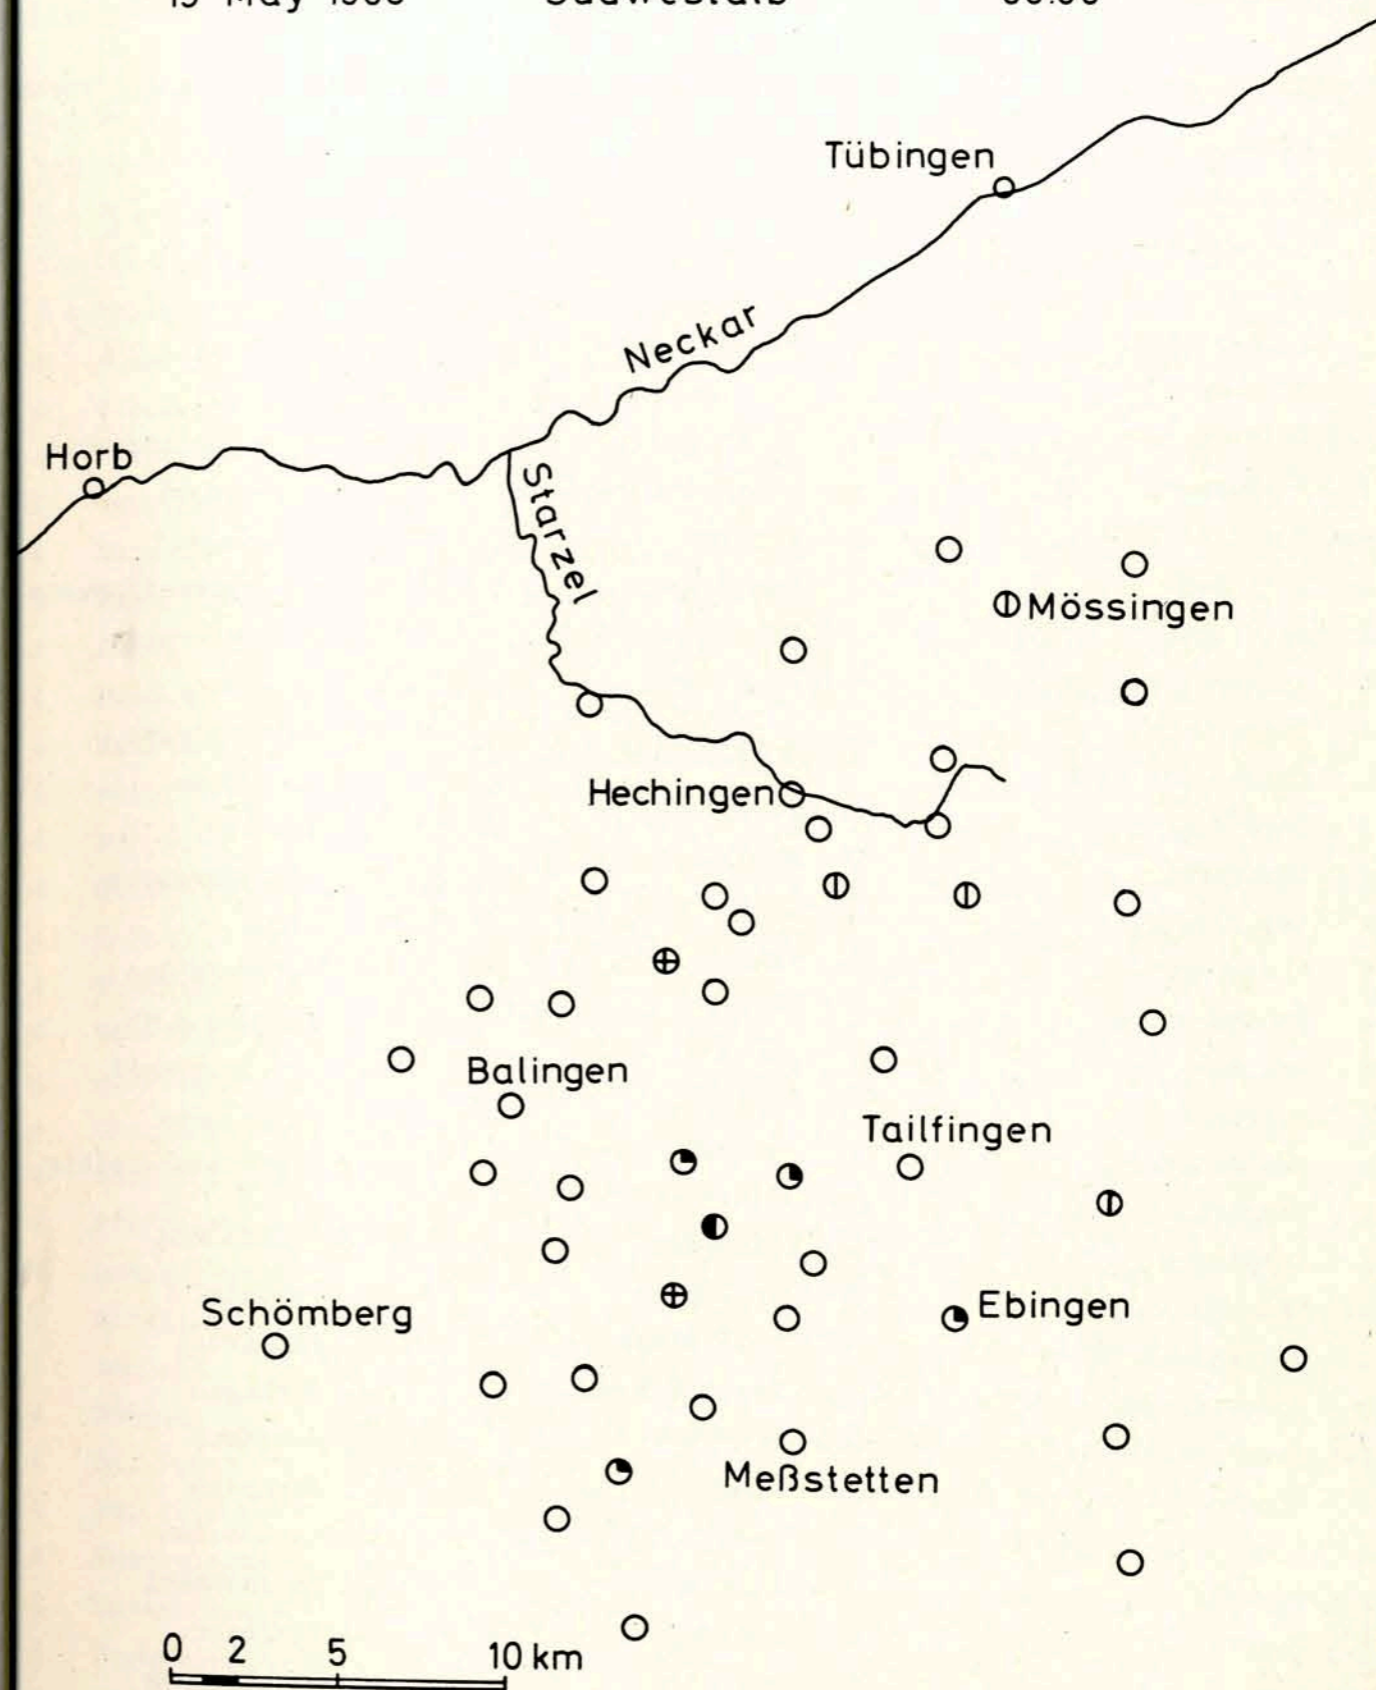 Tübingen
Neckar
Horb
Starzel
Mössingen
Hechingen
Balingen
Tailfingen
Schömberg
Ebingen
Meßstetten
0 2 5 10 km